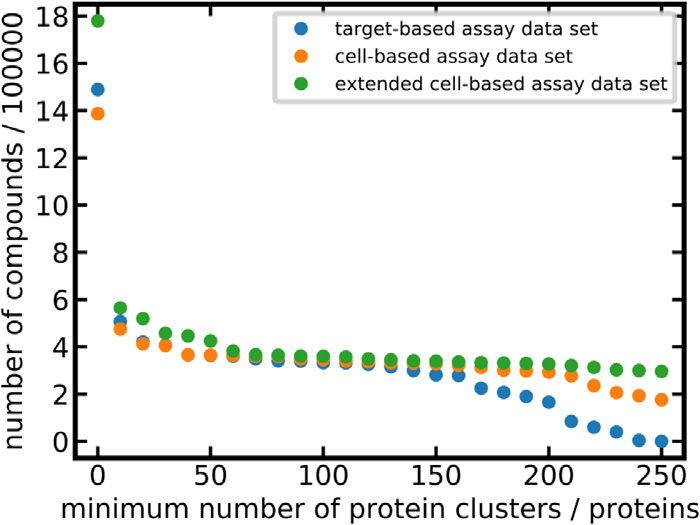 number of compounds / 100000
18
16
14
12
10
8
6
4
2
0
target-based assay data set
cell-based assay data set
extended cell-based assay data set
0 50 100 150 200 250
minimum number of protein clusters / proteins